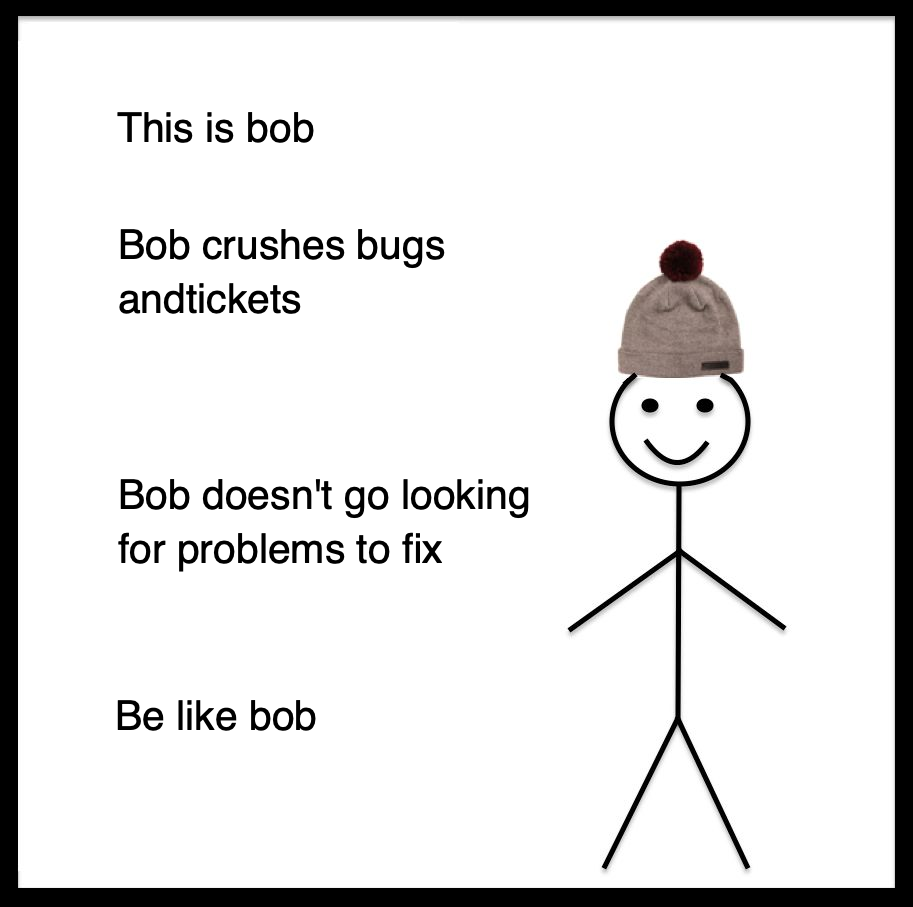 This is bob
Bob crushes bugs
andtickets
Bob doesn't go looking
for problems to fix
Be like bob